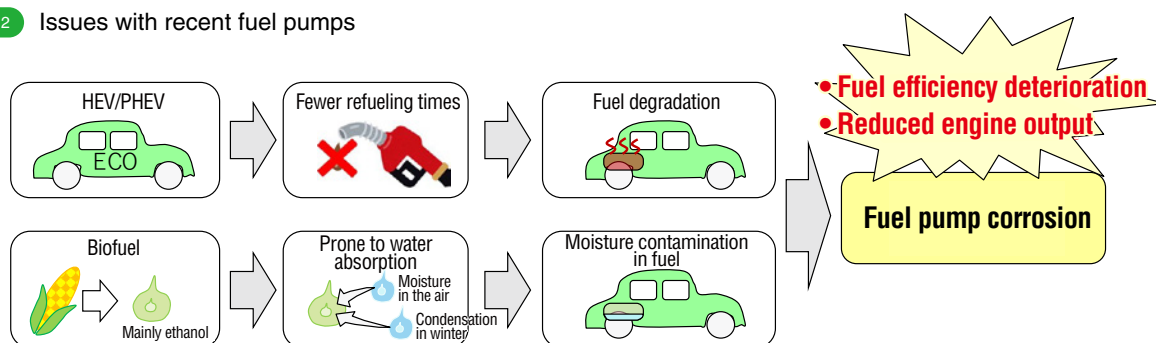 2 Issues with recent fuel pumps
HEV/PHEV
ECO
Fewer refueling times
Fuel degradation
• Fuel efficiency deterioration
• Reduced engine output
Fuel pump corrosion
Biofuel
Mainly ethanol
Prone to water
absorption
Moisture
in the air
Condensation
in winter
Moisture contamination
in fuel